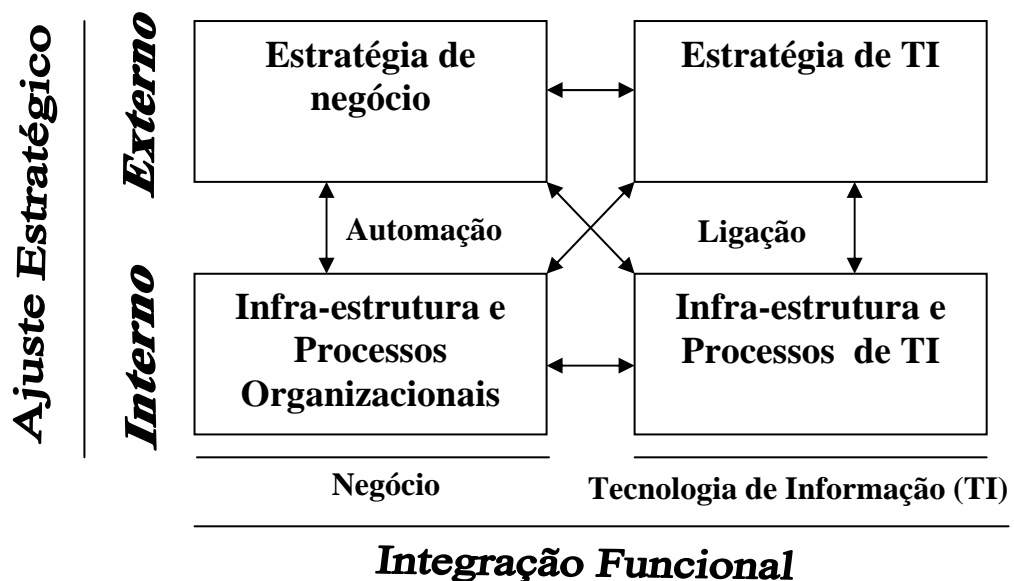 Ajuste Estratégico
Externo
Interno
Estratégia de
negócio
Estratégia de TI
Automação
Ligação
Infra-estrutura e
Processos
Organizacionais
Infra-estrutura e
Processos de TI
Negócio
Tecnologia de Informação (TI)
Integração Funcional